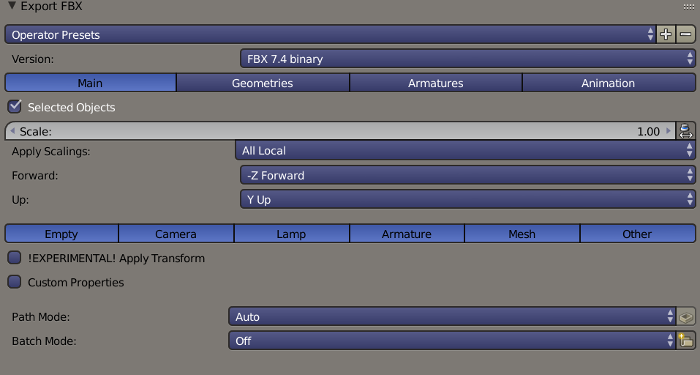 Export FBX
Operator Presets
Version: FBX 7.4 binary
Main Geometries Armatures Animation
Selected Objects
Scale: 1.00
Apply Scalings: All Local
Forward: -Z Forward
Up: Y Up
Empty Camera Lamp Armature Mesh Other
!EXPERIMENTAL! Apply Transform
Custom Properties
Path Mode: Auto
Batch Mode: Off